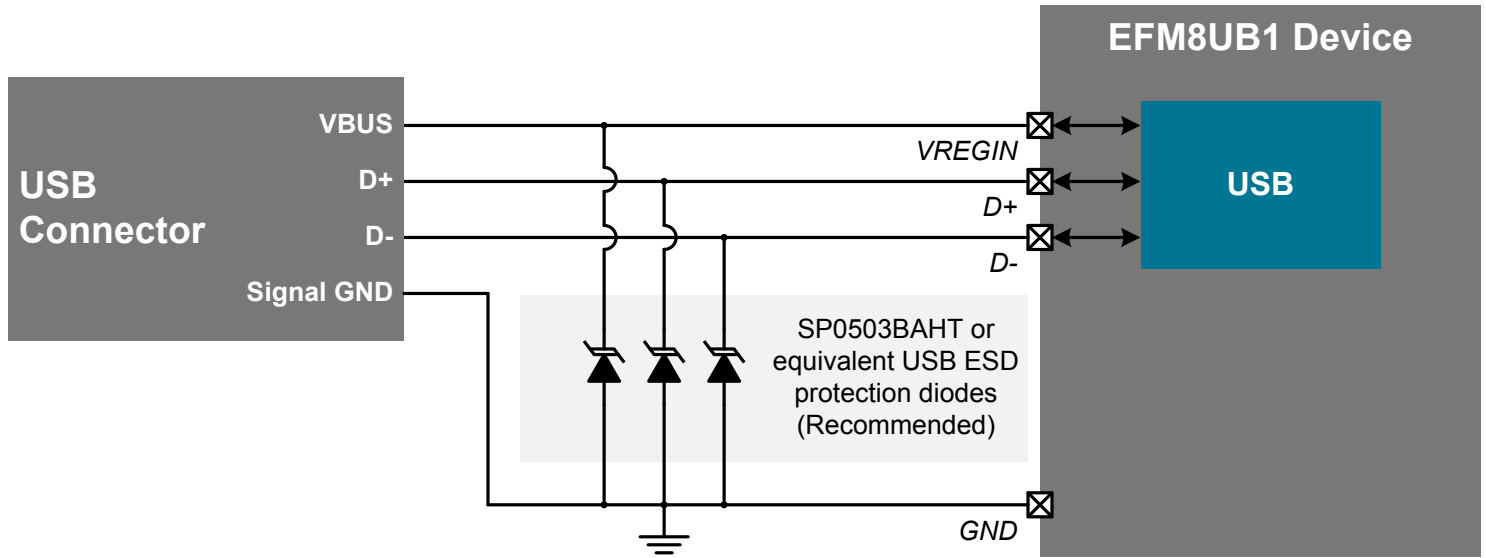 EFM8UB1 Device
USB
Connector
VBUS
D+
D-
Signal GND
VREGIN
D+
D-
USB
SP0503BAHT or
equivalent USB ESD
protection diodes
(Recommended)
GND